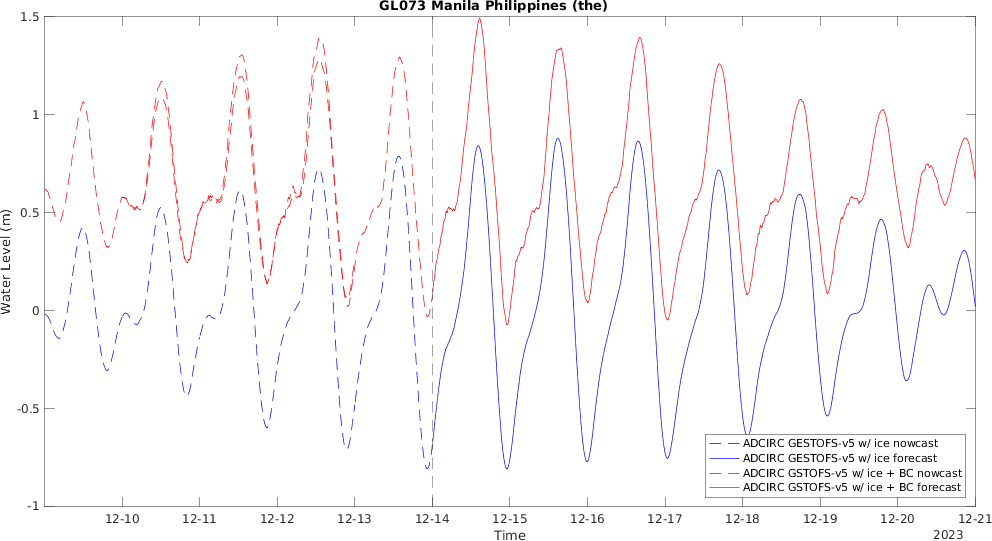 GL073 Manila Philippines (the)
1.5
1
0.5
0
-0.5
-1
Water Level (m)
ADCIRC GESTOFS-v5 w/ ice nowcast
ADCIRC GESTOFS-v5 w/ ice forecast
ADCIRC GSTOFS-v5 w/ ice + BC nowcast
ADCIRC GSTOFS-v5 w/ ice + BC forecast
12-10 12-11 12-12 12-13 12-14 12-15 12-16 12-17 12-18 12-19 12-20 12-21
Time
2023